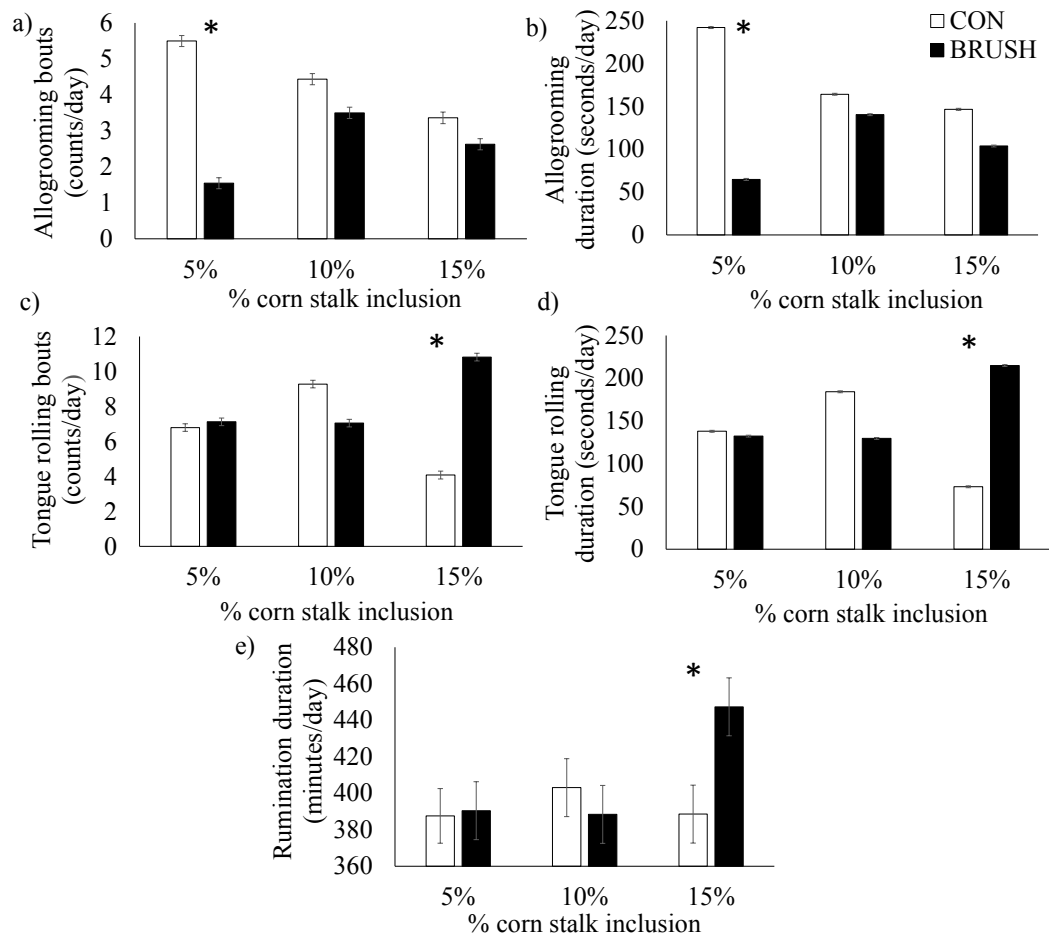 a)
Allogrooming bouts
(counts/day)
6
5
4
3
2
1
0
*
5% 10% 15%
% corn stalk inclusion
b)
Allogrooming
duration (seconds/day)
250
200
150
100
50
0
*
CON
BRUSH
5% 10% 15%
% corn stalk inclusion
c)
Tongue rolling bouts
(counts/day)
12
10
8
6
4
2
0
*
5% 10% 15%
% corn stalk inclusion
d)
Tongue rolling
duration (seconds/day)
250
200
150
100
50
0
*
5% 10% 15%
% corn stalk inclusion
e)
Rumination duration
(minutes/day)
480
460
440
420
400
380
360
*
5% 10% 15%
% corn stalk inclusion